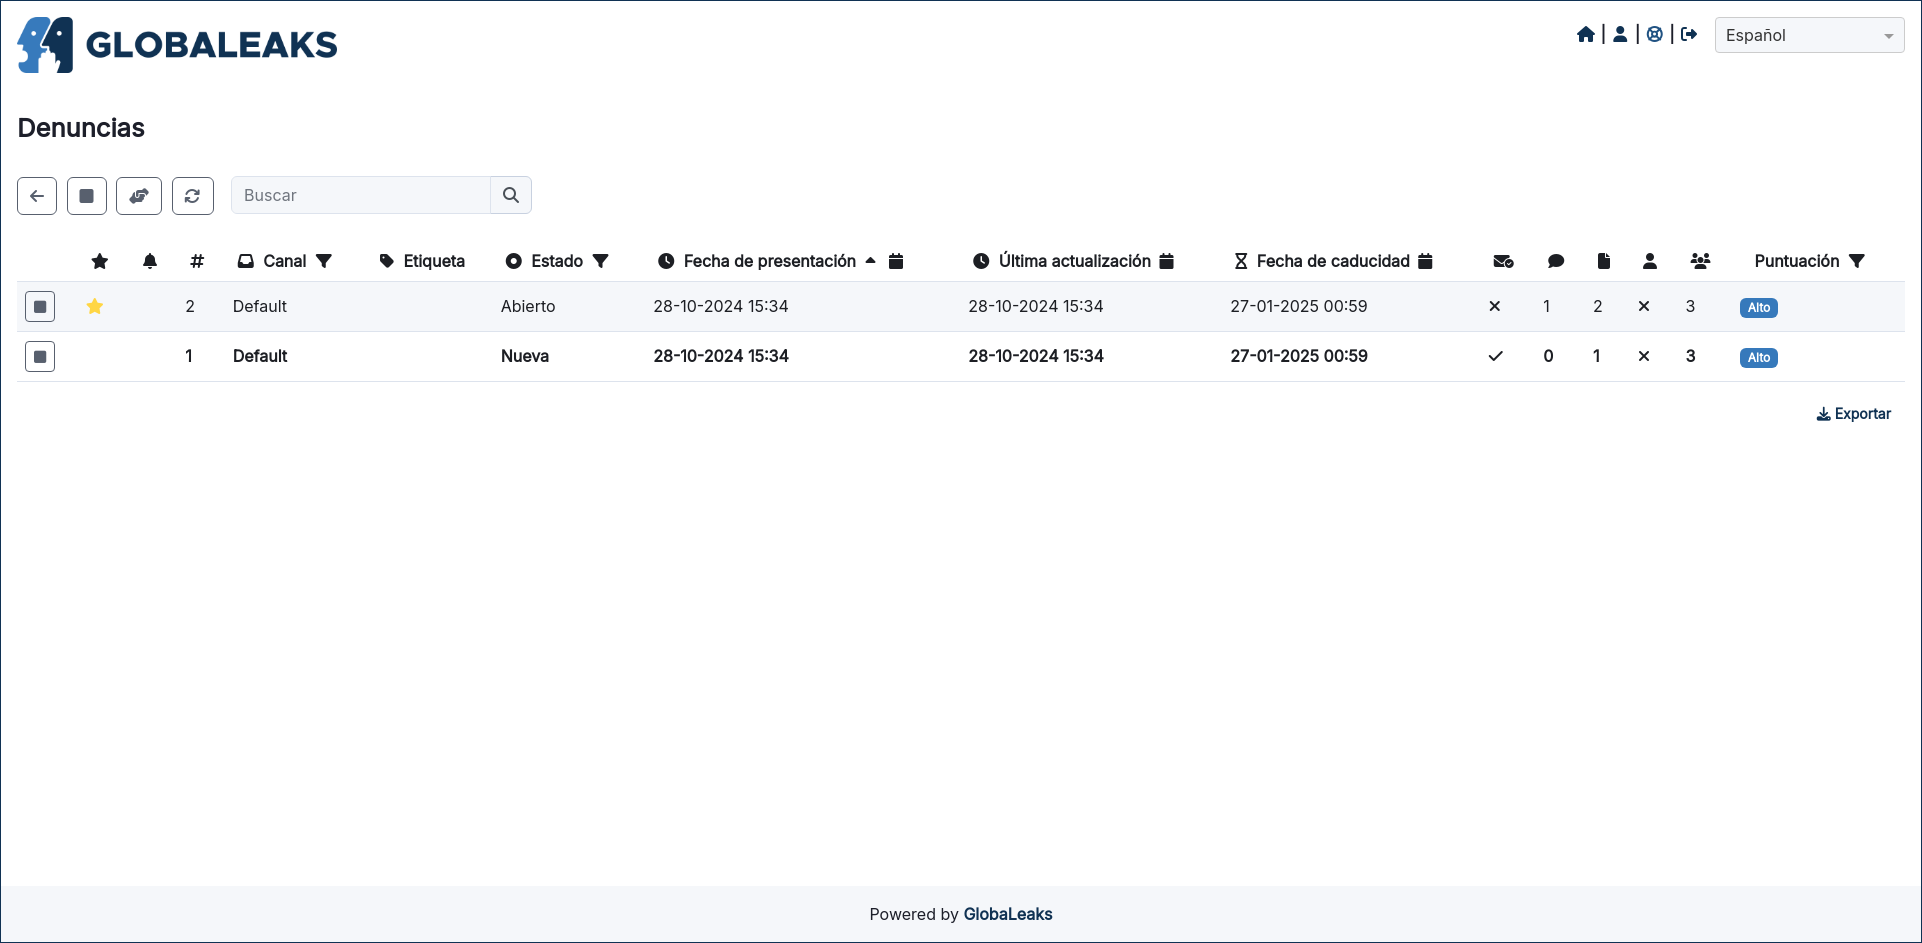 GLOBALEAKS
Español
Denuncias
Buscar
# Canal Etiqueta Estado Fecha de presentación Última actualización Fecha de caducidad Puntuación
2 Default Abierto 28-10-2024 15:34 28-10-2024 15:34 27-01-2025 00:59 1 2 3 Alto
1 Default Nueva 28-10-2024 15:34 28-10-2024 15:34 27-01-2025 00:59 0 1 3 Alto
Exportar
Powered by GlobaLeaks